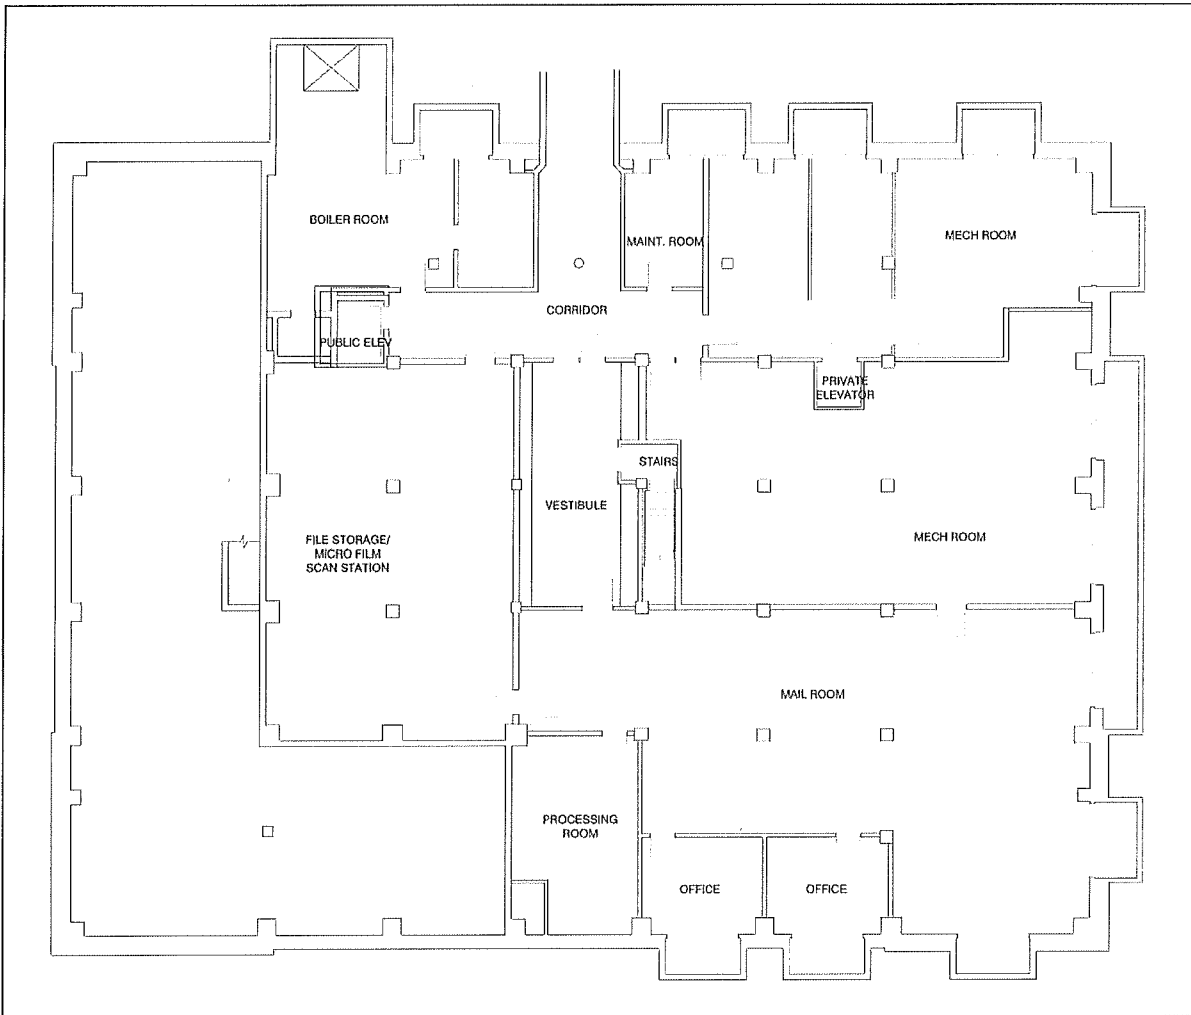 BOILER ROOM
MAINT. ROOM
MECH ROOM
CORRIDOR
PUBLIC ELEV
PRIVATE
ELEVATOR
STAIRS
VESTIBULE
FILE STORAGE/
MICRO FILM
SCAN STATION
MECH ROOM
MAIL ROOM
PROCESSING
ROOM
OFFICE
OFFICE